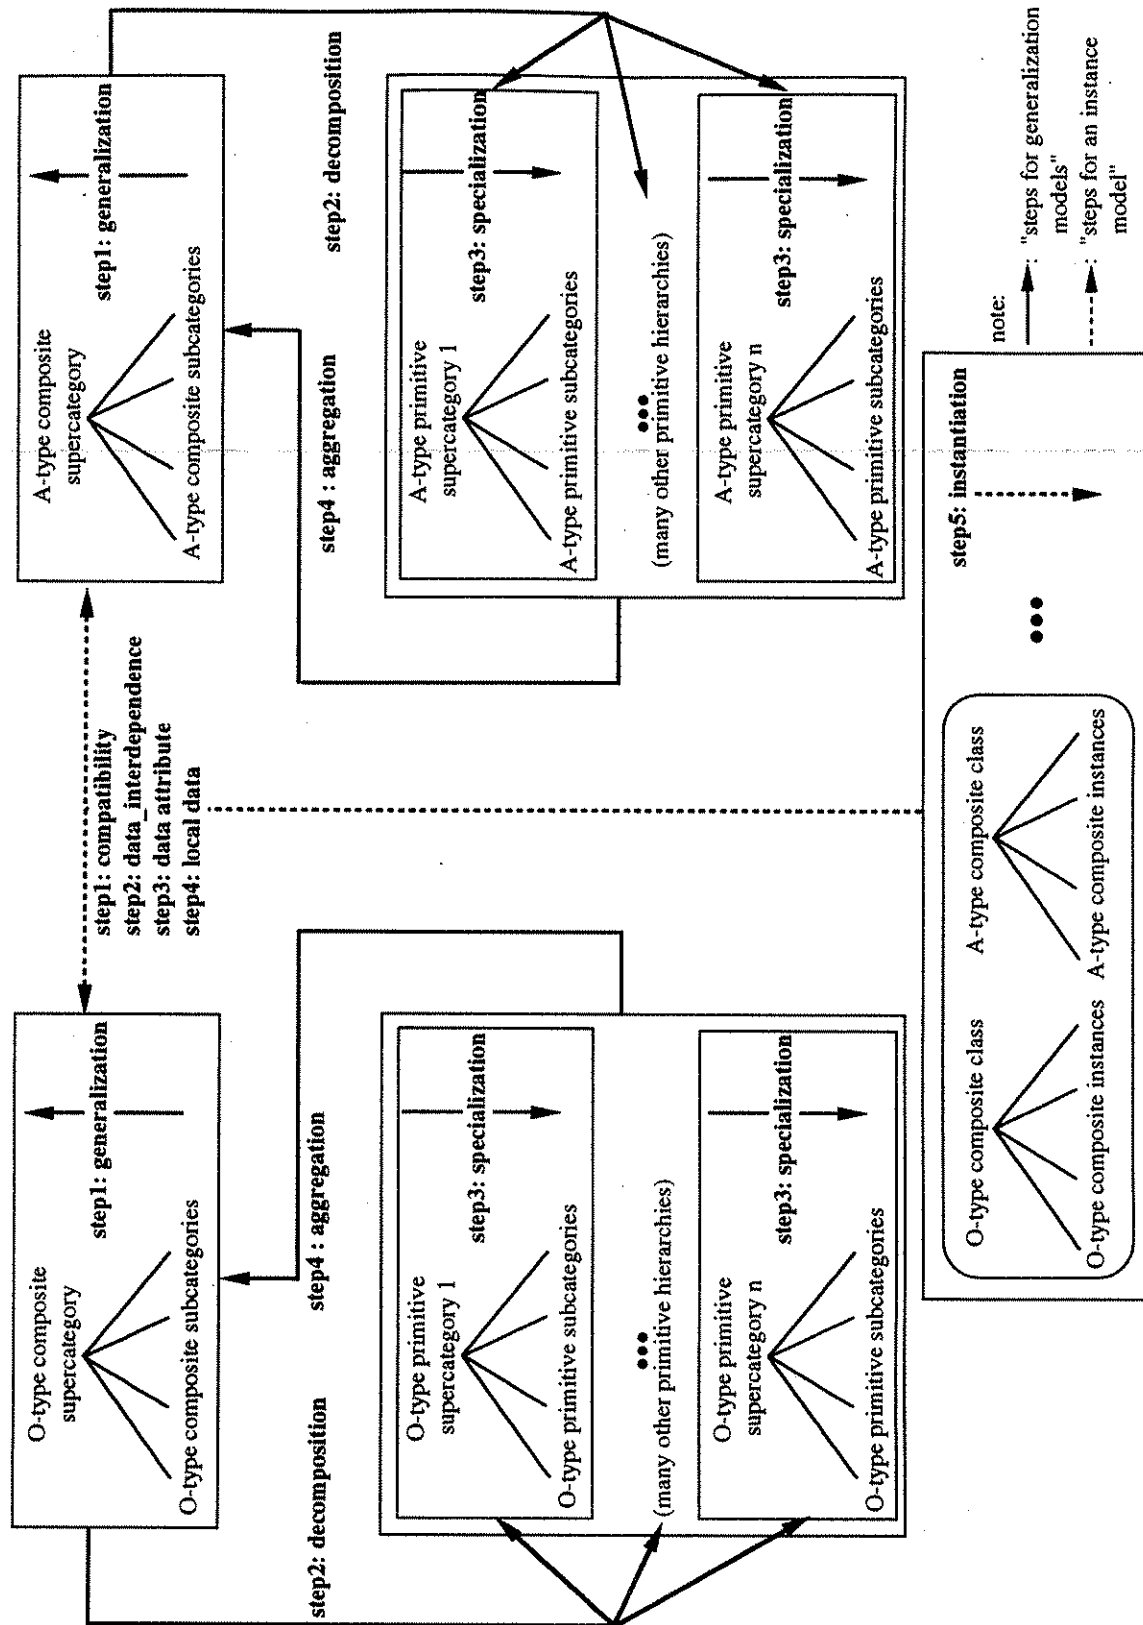 O-type composite
supercategory
O-type composite subcategories
step1: generalization
step1: compatibility
step2: data_interdependence
step3: data attribute
step4: local data
A-type composite
supercategory
A-type composite subcategories
step1: generalization
step2: decomposition
step4 : aggregation
step4 : aggregation
step2: decomposition
O-type primitive
supercategory 1
O-type primitive subcategories
step3: specialization
(many other primitive hierarchies)
O-type primitive
supercategory n
O-type primitive subcategories
step3: specialization
A-type primitive
supercategory 1
A-type primitive subcategories
step3: specialization
(many other primitive hierarchies)
A-type primitive
supercategory n
A-type primitive subcategories
step3: specialization
O-type composite class
O-type composite instances
A-type composite class
A-type composite instances
step5: instantiation
note:
: "steps for generalization
models"
: "steps for an instance
model"